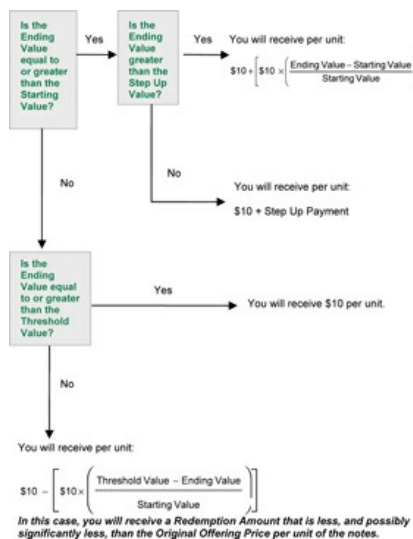 Is the
Ending
Value
equal to
or greater
than the
Starting
Value?
Yes
Is the
Ending
Value
greater
than the
Step Up
Value?
Yes
You will receive per unit:
$10 + [ $10 × ( Ending Value – Starting Value
Starting Value
No
No
You will receive per unit:
$10 + Step Up Payment
Is the
Ending
Value equal
to or greater
than the
Threshold
Value?
Yes
You will receive $10 per unit.
No
You will receive per unit:
Threshold Value – Ending Value
$10 – [ $10 × ( ) ]
Starting Value
In this case, you will receive a Redemption Amount that is less, and possibly
significantly less, than the Original Offering Price per unit of the notes.